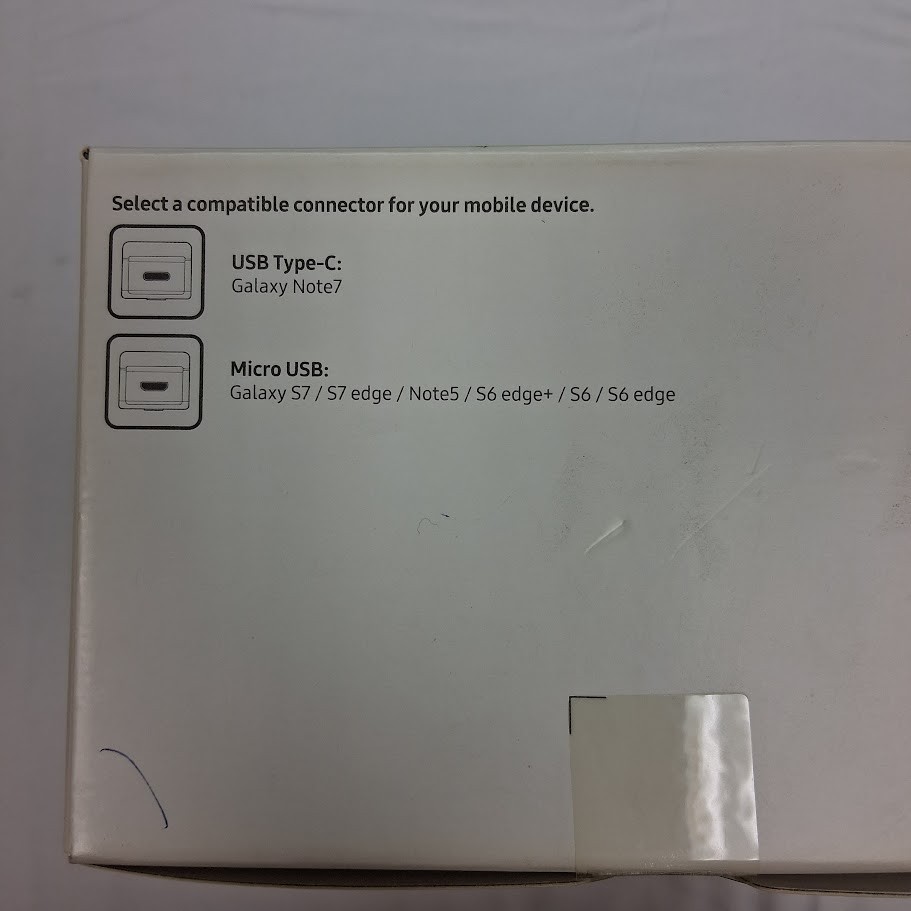 Select a compatible connector for your mobile device.
USB Type-C:
Galaxy Note7
Micro USB:
Galaxy S7 / S7 edge / Note5 / S6 edge+ / S6 / S6 edge